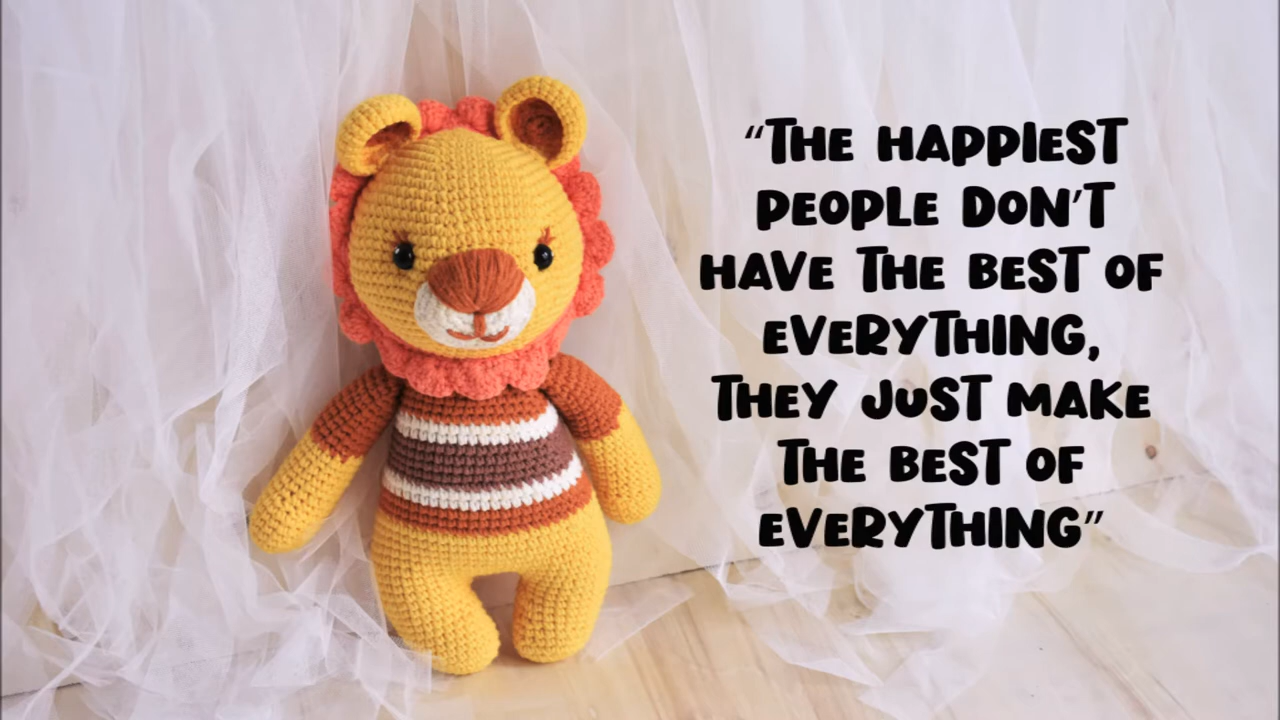 “THE HAPPIEST
PEOPLE DON’T
HAVE THE BEST OF
EVERYTHING,
THEY JUST MAKE
THE BEST OF
EVERYTHING”